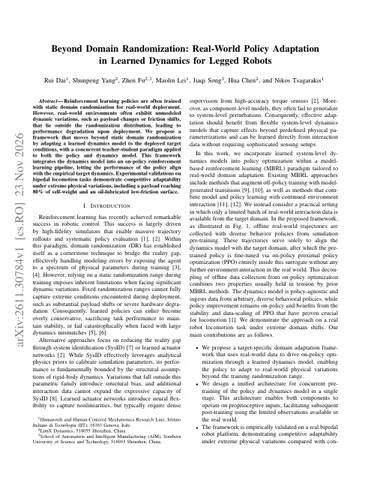 Beyond Domain Randomization: Real-World Policy Adaptation
in Learned Dynamics for Legged Robots
Rui Dai¹, Shunpeng Yang², Zhen Fu²,³, Maolin Lei¹, Jiaqi Song², Hua Chen², and Nikos Tsagarakis¹
arXiv:2611.30784v1 [cs.RO] 23 Nov 2026
Abstract—Reinforcement learning policies are often trained
with static domain randomization for real-world deployment.
However, real-world environments often exhibit unmodeled
dynamic variations, such as payload changes or friction shifts,
that lie outside the randomization distribution, leading to
performance degradation upon deployment. We propose a
framework that moves beyond static domain randomization
by adapting a learned dynamics model to the deployed target
conditions, with a concurrent teacher-student paradigm applied
to both the policy and dynamics model. This framework
integrates the dynamics model into an on-policy reinforcement
learning pipeline, letting the performance of the policy align
with the empirical target dynamics. Experimental validations on
bipedal locomotion tasks demonstrate competitive adaptability
under extreme physical variations, including a payload reaching
80% of self-weight and an oil-lubricated low-friction surface.
I. INTRODUCTION
Reinforcement learning has recently achieved remarkable
success in robotic control. This success is largely driven
by high-fidelity simulators that enable massive trajectory
rollouts and systematic policy evaluation [1], [2]. Within
this paradigm, domain randomization (DR) has established
itself as a cornerstone technique to bridge the reality gap,
effectively handling modeling errors by exposing the agent
to a spectrum of physical parameters during training [3],
[4]. However, relying on a static randomization range during
training imposes inherent limitations when facing significant
dynamic variations. Fixed randomization ranges cannot fully
capture extreme conditions encountered during deployment,
such as substantial payloads or severe hardware degra-
dation. Consequently, learned policies can either become
overly conservative, sacrificing task performance to main-
tain stability, or fail catastrophically when faced with large
dynamics mismatches [5], [6].
Alternative approaches focus on reducing the reality gap
through system identification (SysID) [7] or learned actuator
networks [2]. While SysID effectively leverages analytical
physics priors to calibrate simulation parameters, its perfor-
mance is fundamentally bounded by the structural assump-
tions of rigid-body dynamics. Variations that fall outside this
parametric family introduce structural bias, and additional
interaction data cannot expand the expressive capacity of
SysID [8]. Learned actuator networks introduce neural flexi-
bility to capture nonlinearities, but typically require dense
¹Humanoids and Human-Centered Mechatronics Research Line, Istituto
Italiano di Tecnologia (IIT), 16163 Genova, Italy
²LimX Dynamics, 518055 Shenzhen, China
³School of Automation and Intelligent Manufacturing (AIM), Southern
University of Science and Technology, 518055 Shenzhen, China.
supervision from high-accuracy torque sensors [2]. More-
over, as component-level models, they often fail to generalize
to system-level perturbations. Consequently, effective adap-
tation should benefit from flexible system-level dynamics
models that capture effects beyond predefined physical pa-
rameterizations and can be learned directly from interaction
data without requiring sophisticated sensing setups.
In this work, we incorporate learned system-level dy-
namics models into policy optimization within a model-
based reinforcement learning (MBRL) paradigm tailored to
real-world domain adaptation. Existing MBRL approaches
include methods that augment off-policy training with model-
generated transitions [9], [10], as well as methods that com-
bine model and policy learning with continued environment
interaction [11], [12]. We instead consider a practical setting
in which only a limited batch of real-world interaction data is
available from the target domain. In the proposed framework,
as illustrated in Fig. 1, offline real-world trajectories are
collected with diverse behavior policies from simulation
pre-training. These trajectories serve solely to align the
dynamics model with the target domain, after which the pre-
trained policy is fine-tuned via on-policy proximal policy
optimization (PPO) entirely inside this surrogate without any
further environment interaction in the real world. This decou-
pling of offline data collection from on-policy optimization
combines two properties usually held in tension by prior
MBRL methods. The dynamics model is policy-agnostic and
ingests data from arbitrary, diverse behavioral policies, while
policy improvement remains on-policy and benefits from the
stability and data-scaling of PPO that have proven crucial
for locomotion [1]. We demonstrate the approach on a real
bipedal robot locomotion task under extreme domain shifts. Our
main contributions are as follows.
• We propose a target-specific domain adaptation frame-
work that uses real-world data to drive on-policy opti-
mization through a learned dynamics model, enabling
the policy to adapt to real-world physical variations
beyond the training randomization range.
• We design a unified architecture for concurrent pre-
training of the policy and dynamics model in a single
stage. This architecture enables both components to
operate on proprioceptive inputs, facilitating subsequent
post-training using the limited observations available in
the real world.
• The framework is empirically validated on a real bipedal
robot platform, demonstrating competitive adaptability
under extreme physical variations compared with con-